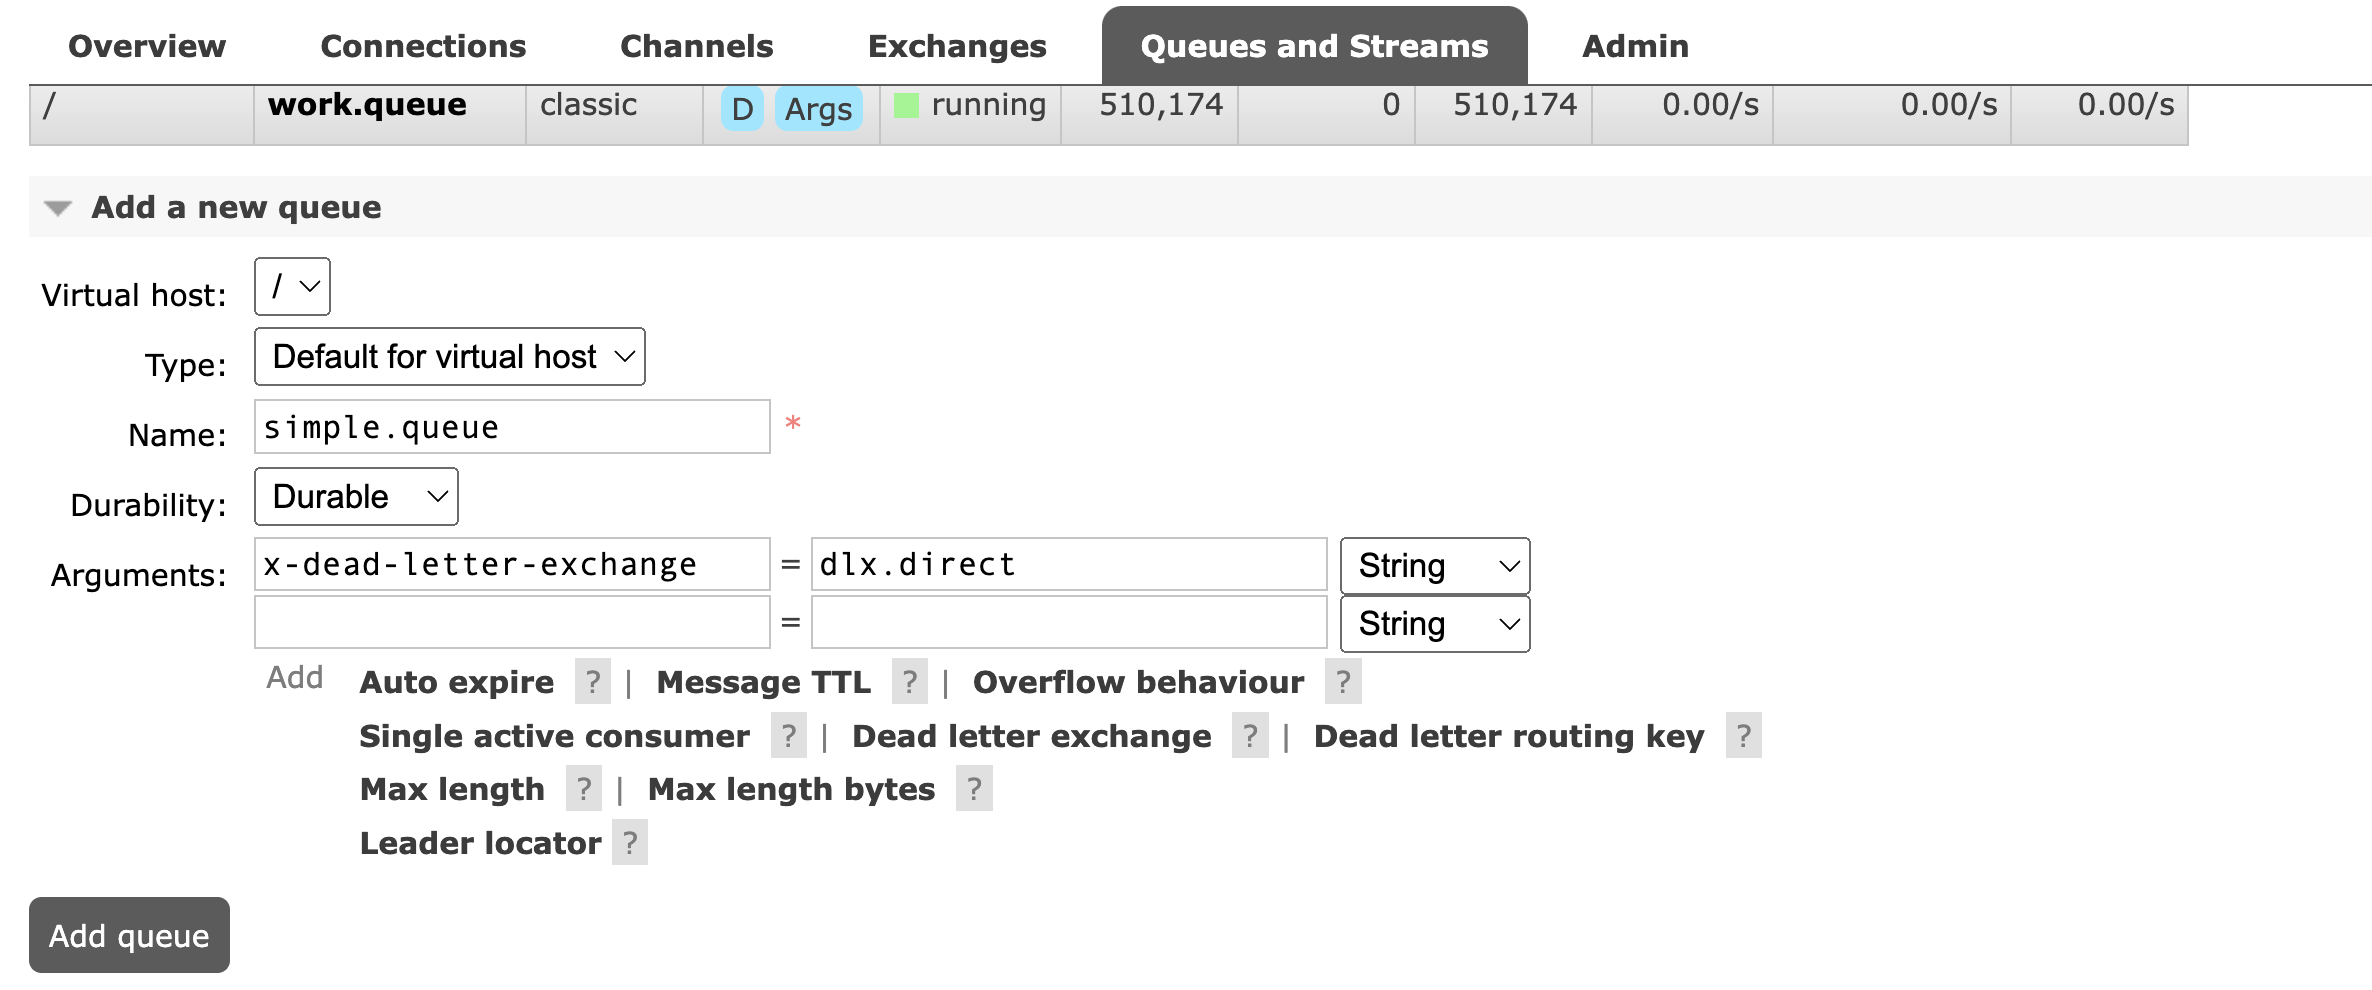 Overview Connections Channels Exchanges Queues and Streams Admin
/ work.queue classic D Args running 510,174 0 510,174 0.00/s 0.00/s 0.00/s
Add a new queue
Virtual host: /
Type: Default for virtual host
Name: simple.queue *
Durability: Durable
Arguments: x-dead-letter-exchange = dlx.direct String
= String
Add Auto expire ? | Message TTL ? | Overflow behaviour ?
Single active consumer ? | Dead letter exchange ? | Dead letter routing key ?
Max length ? | Max length bytes ?
Leader locator ?
Add queue